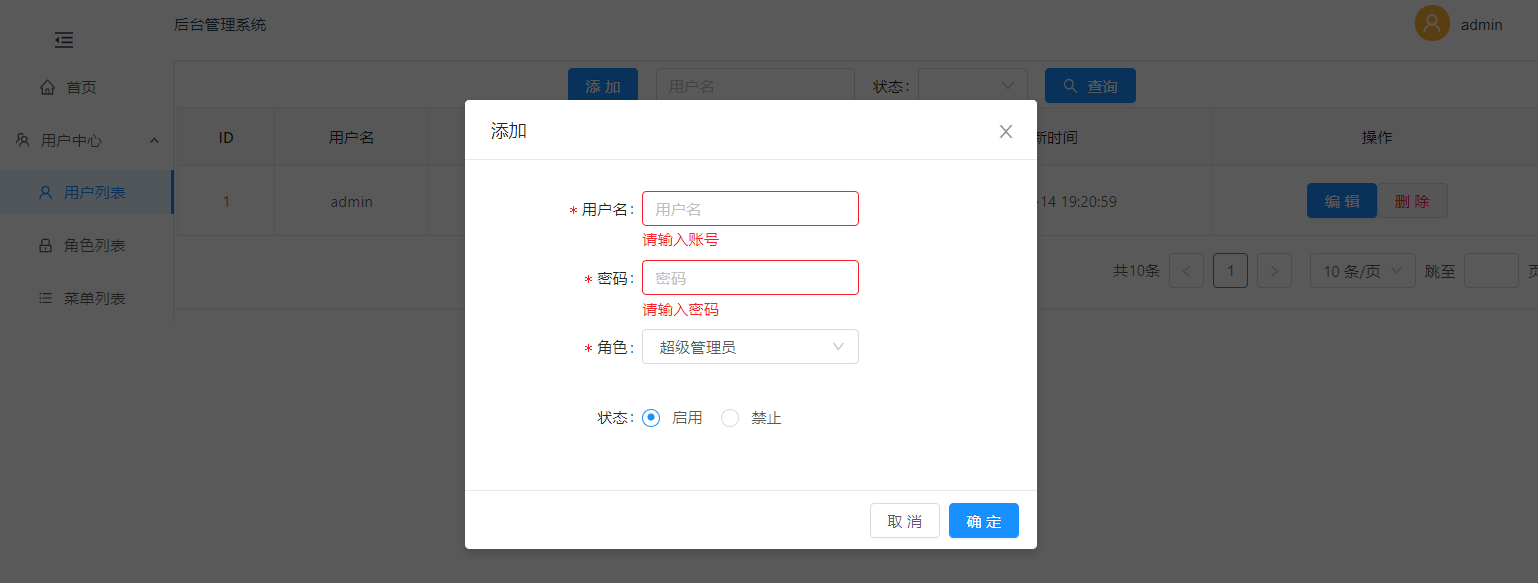 后台管理系统
admin
首页
添 加
用户名
状态：
查询
用户中心
ID
用户名
新时间
操作
用户列表
1
admin
-14 19:20:59
编 辑
删 除
角色列表
菜单列表
共10条
1
10 条/页
跳至
页
添加
* 用户名：
用户名
请输入账号
* 密码：
密码
请输入密码
* 角色：
超级管理员
状态：
启用
禁止
取 消
确 定